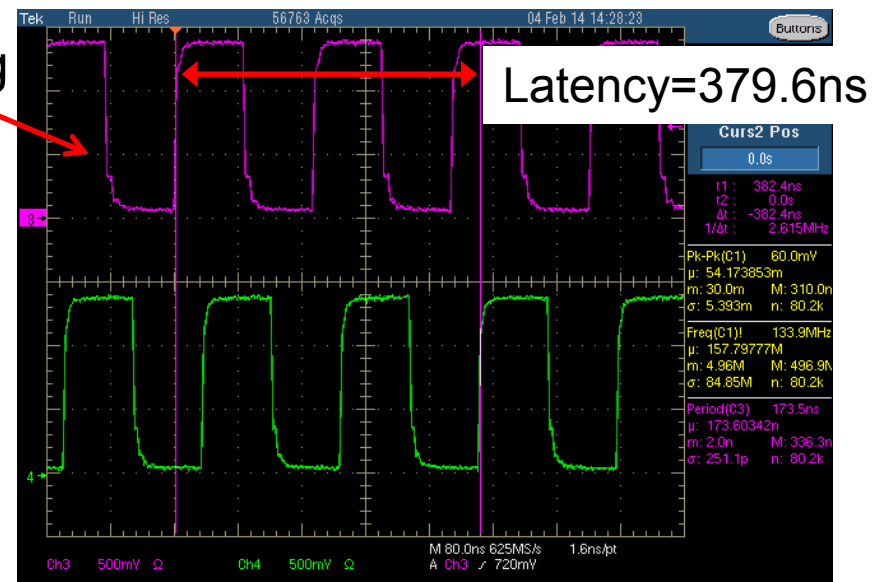 Tek Run Hi Res 56763 Acqs 04 Feb 14 14:28:23
Buttons
g
Latency=379.6ns
Curs2 Pos
0.0s
t1 : 382.4ns
t2 : 0.0s
Δt : -382.4ns
1/Δt : 2.615MHz
Pk-Pk(C1) 60.0mV
µ: 54.173853m
m: 30.0m M: 310.0n
σ: 5.393m n: 80.2k
Freq(C1)! 133.9MHz
µ: 157.79777M
m: 4.96M M: 496.9M
σ: 84.85M n: 80.2k
Period(C3) 173.5ns
µ: 173.60342n
m: 2.0n M: 336.3n
σ: 251.1p n: 80.2k
3
4
M 80.0ns 625MS/s 1.6ns/pt
Ch3 500mV Ω Ch4 500mV Ω A Ch3 ∕ 720mV